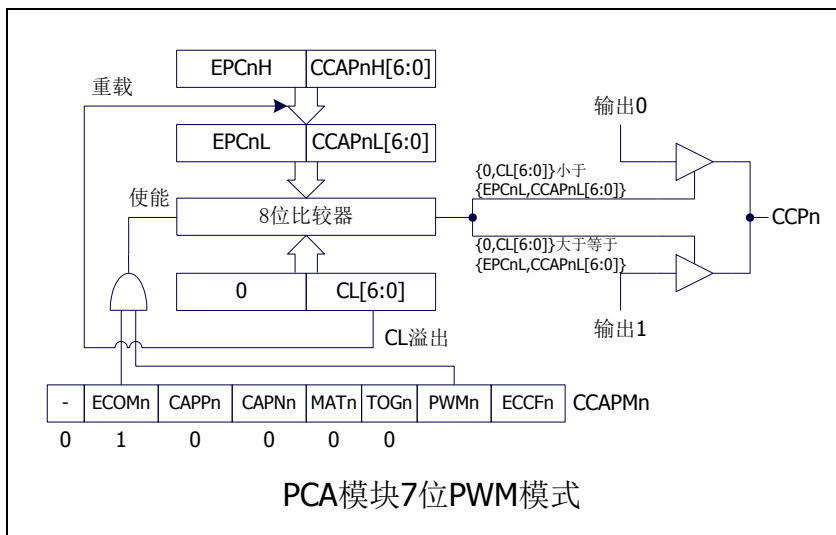 EPCnH CCAPnH[6:0]
重载
输出0
EPCnL CCAPnL[6:0]
{0,CL[6:0]}小于
{EPCnL,CCAPnL[6:0]}
使能
8位比较器
CCPn
{0,CL[6:0]}大于等于
{EPCnL,CCAPnL[6:0]}
0 CL[6:0]
输出1
CL溢出
- ECOMn CAPPn CAPNn MATn TOGn PWMn ECCFn CCAPMn
0 1 0 0 0 0
PCA模块7位PWM模式